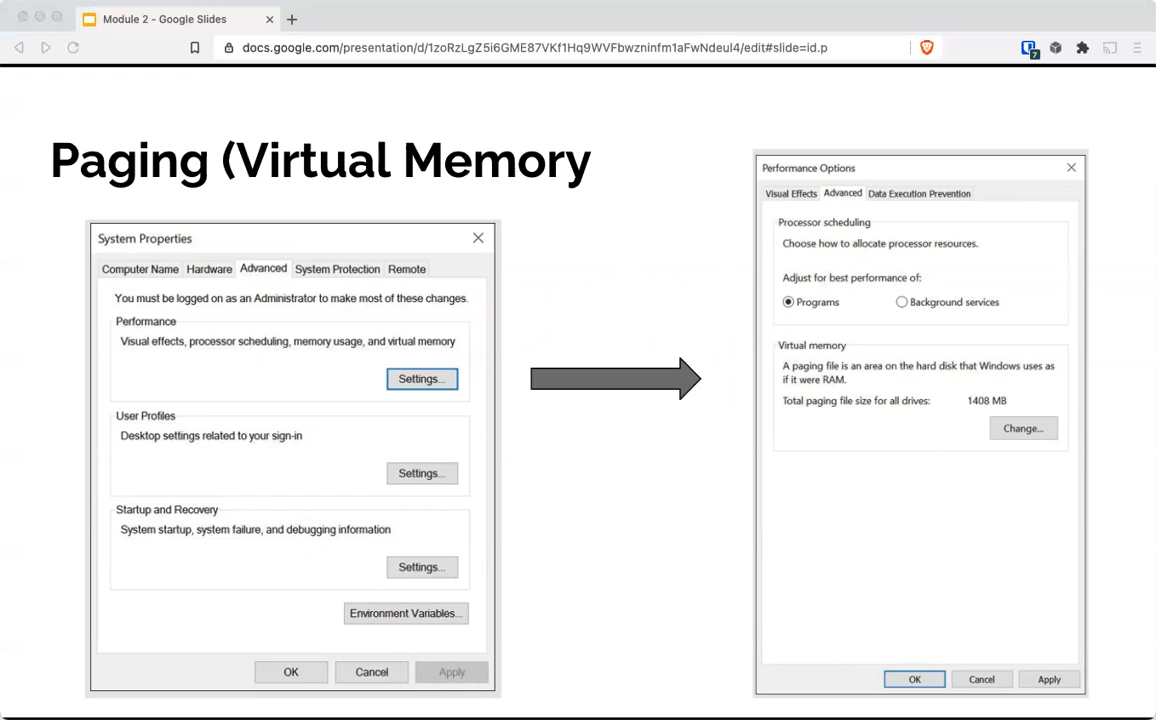 Module 2 - Google Slides
docs.google.com/presentation/d/1zoRzLgZ5i6GME87VKf1Hq9WVFbwzninfm1aFwNdeuI4/edit#slide=id.p
7
Paging (Virtual Memory
System Properties
Computer Name Hardware Advanced System Protection Remote
You must be logged on as an Administrator to make most of these changes.
Performance
Visual effects, processor scheduling, memory usage, and virtual memory
Settings...
User Profiles
Desktop settings related to your sign-in
Settings...
Startup and Recovery
System startup, system failure, and debugging information
Settings...
Environment Variables...
OK Cancel Apply
Performance Options
Visual Effects Advanced Data Execution Prevention
Processor scheduling
Choose how to allocate processor resources.
Adjust for best performance of:
Programs Background services
Virtual memory
A paging file is an area on the hard disk that Windows uses as
if it were RAM.
Total paging file size for all drives: 1408 MB
Change...
OK Cancel Apply